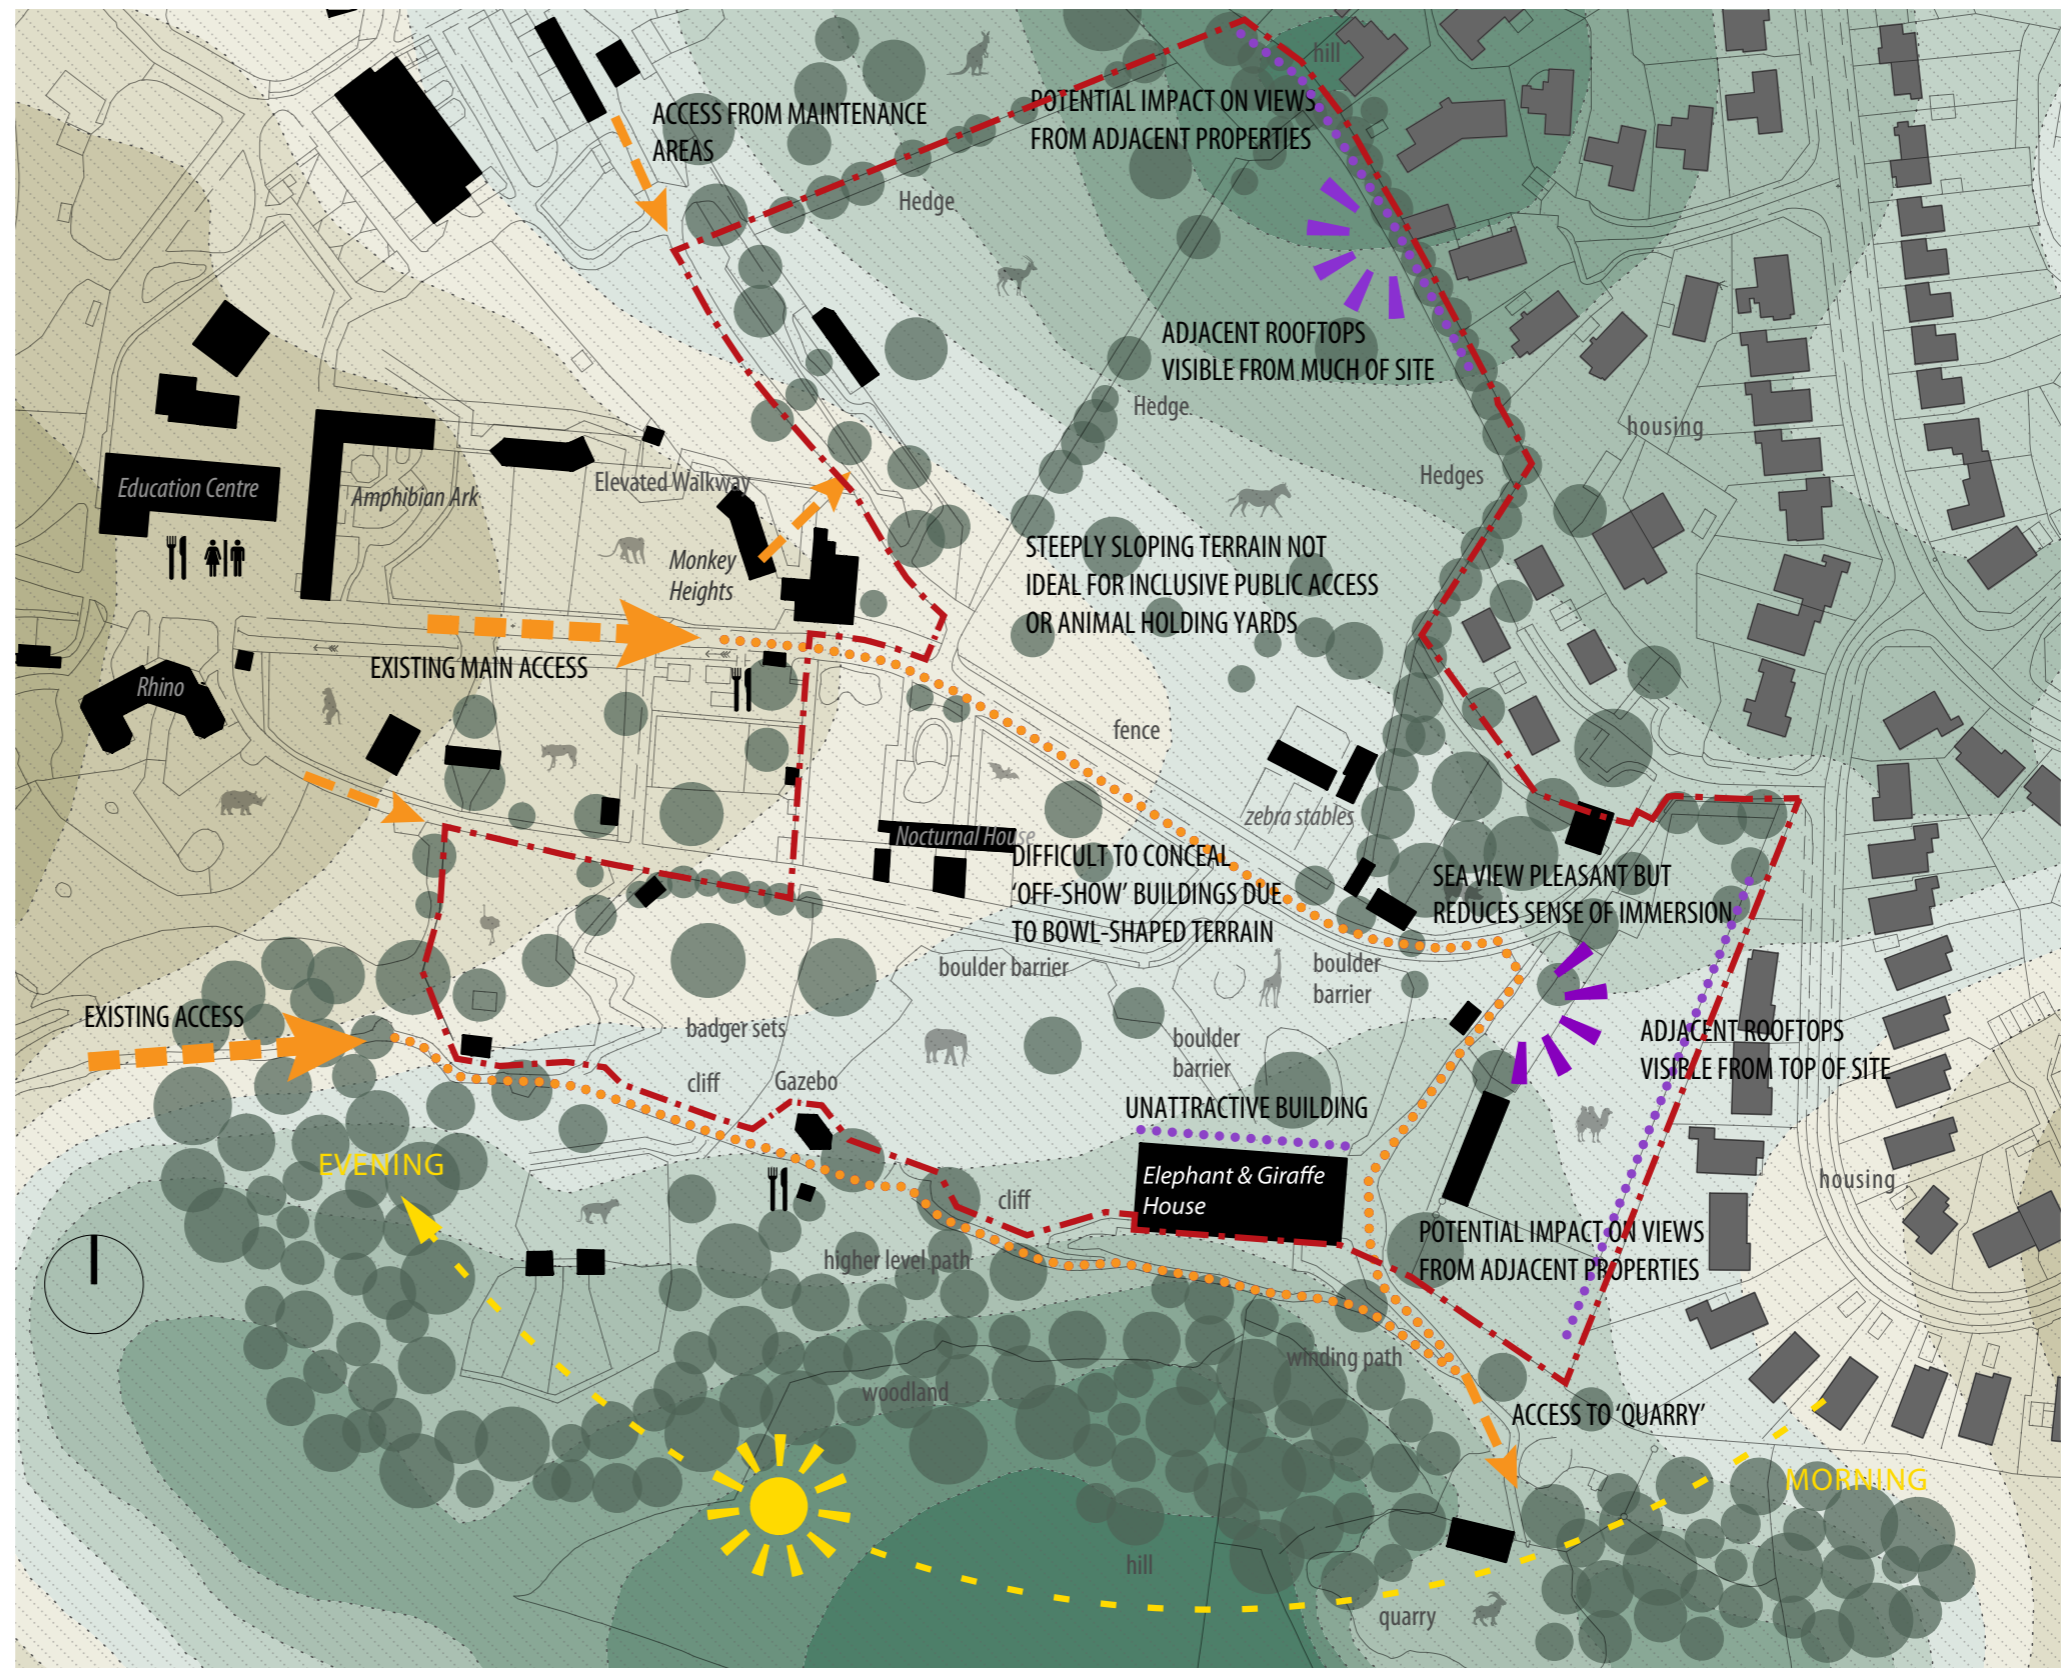 hill
ACCESS FROM MAINTENANCE
AREAS
POTENTIAL IMPACT ON VIEWS
FROM ADJACENT PROPERTIES
Hedge
ADJACENT ROOFTOPS
VISIBLE FROM MUCH OF SITE
Hedge
housing
Hedges
Elevated Walkway
Education Centre
Amphibian Ark
Monkey
Heights
STEEPLY SLOPING TERRAIN NOT
IDEAL FOR INCLUSIVE PUBLIC ACCESS
OR ANIMAL HOLDING YARDS
EXISTING MAIN ACCESS
Rhino
fence
zebra stables
Nocturnal House
DIFFICULT TO CONCEAL
‘OFF-SHOW’ BUILDINGS DUE
TO BOWL-SHAPED TERRAIN
SEA VIEW PLEASANT BUT
REDUCES SENSE OF IMMERSION
boulder barrier
boulder
barrier
EXISTING ACCESS
badger sets
boulder
barrier
ADJACENT ROOFTOPS
VISIBLE FROM TOP OF SITE
cliff
Gazebo
UNATTRACTIVE BUILDING
EVENING
Elephant & Giraffe
House
housing
cliff
POTENTIAL IMPACT ON VIEWS
FROM ADJACENT PROPERTIES
higher level path
winding path
woodland
ACCESS TO ‘QUARRY’
MORNING
hill
quarry